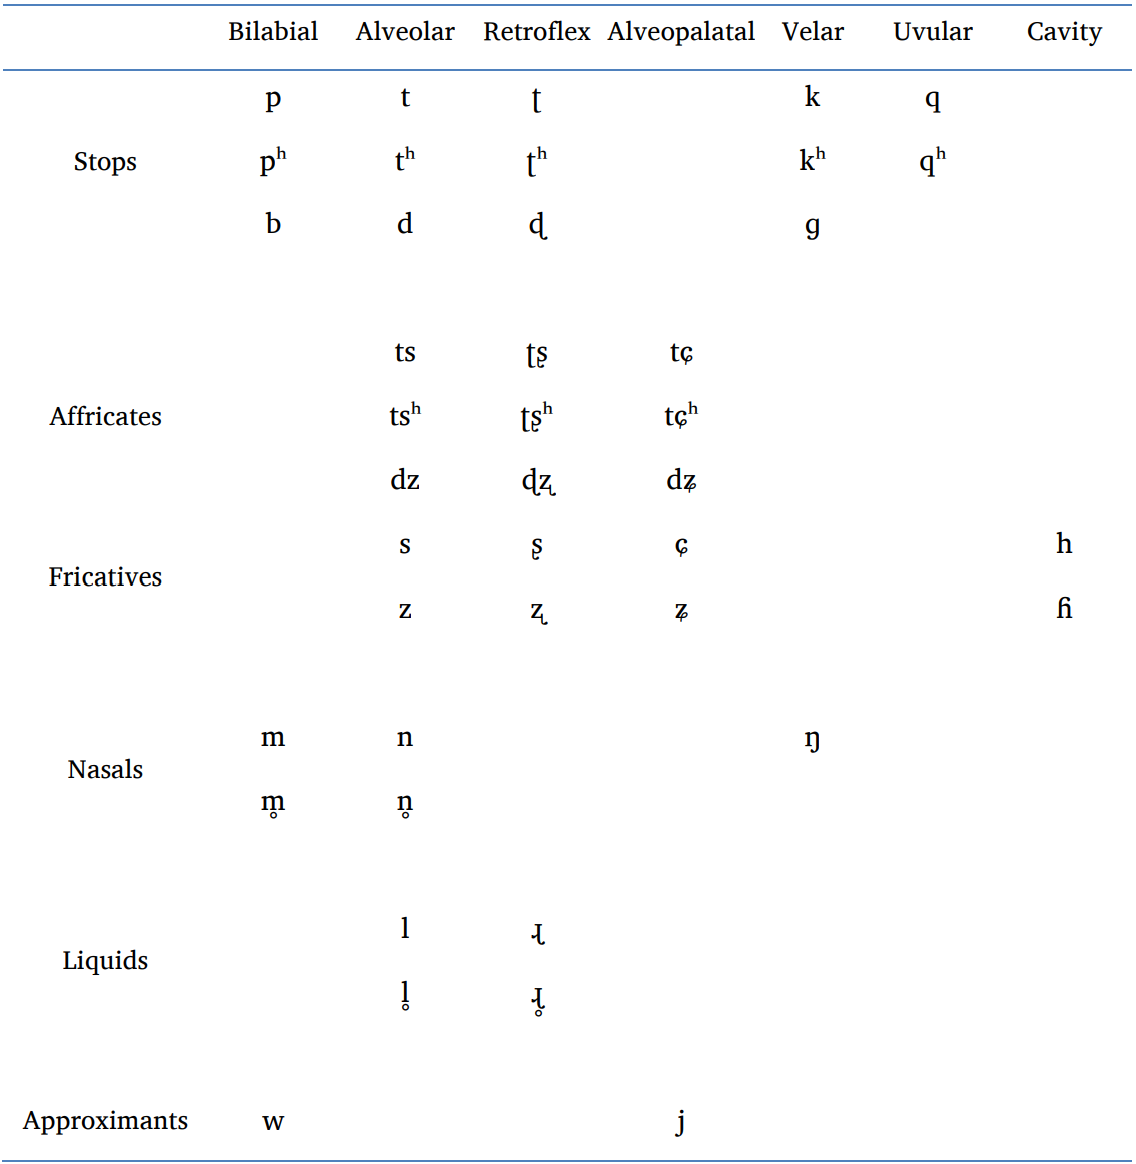 Bilabial Alveolar Retroflex Alveopalatal Velar Uvular Cavity
p t ʈ k q
Stops pʰ tʰ ʈʰ kʰ qʰ
b d ɖ ɡ
ts ʈʂ tɕ
Affricates tsʰ ʈʂʰ tɕʰ
dz ɖʐ dʑ
s ʂ ɕ h
Fricatives
z ʐ ʑ ɦ
m n ŋ
Nasals
m̥ n̥
l ɻ
Liquids
l̥ ɻ̥
Approximants w j